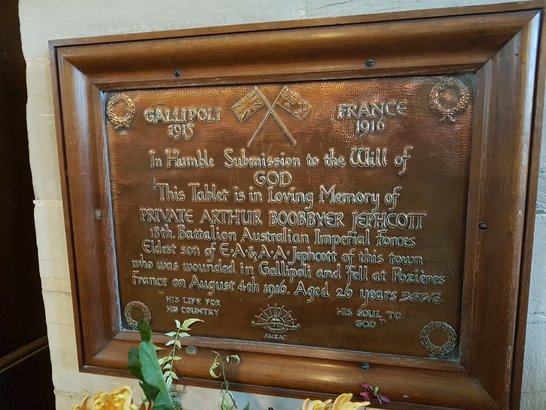 GALLIPOLI 1915
FRANCE 1916
In Humble Submission to the Will of
GOD
This Tablet is in Loving Memory of
PRIVATE ARTHUR BOOBBYER JEPHCOTT
13th. Battalion Australian Imperial Forces
Eldest son of E.A. & A.A. Jephcott of this town
who was wounded in Gallipoli and fell at Pozières
France on August 4th 1916. Aged 26 years
"HIS LIFE FOR
HIS COUNTRY
HIS SOUL TO
GOD"
ANZAC